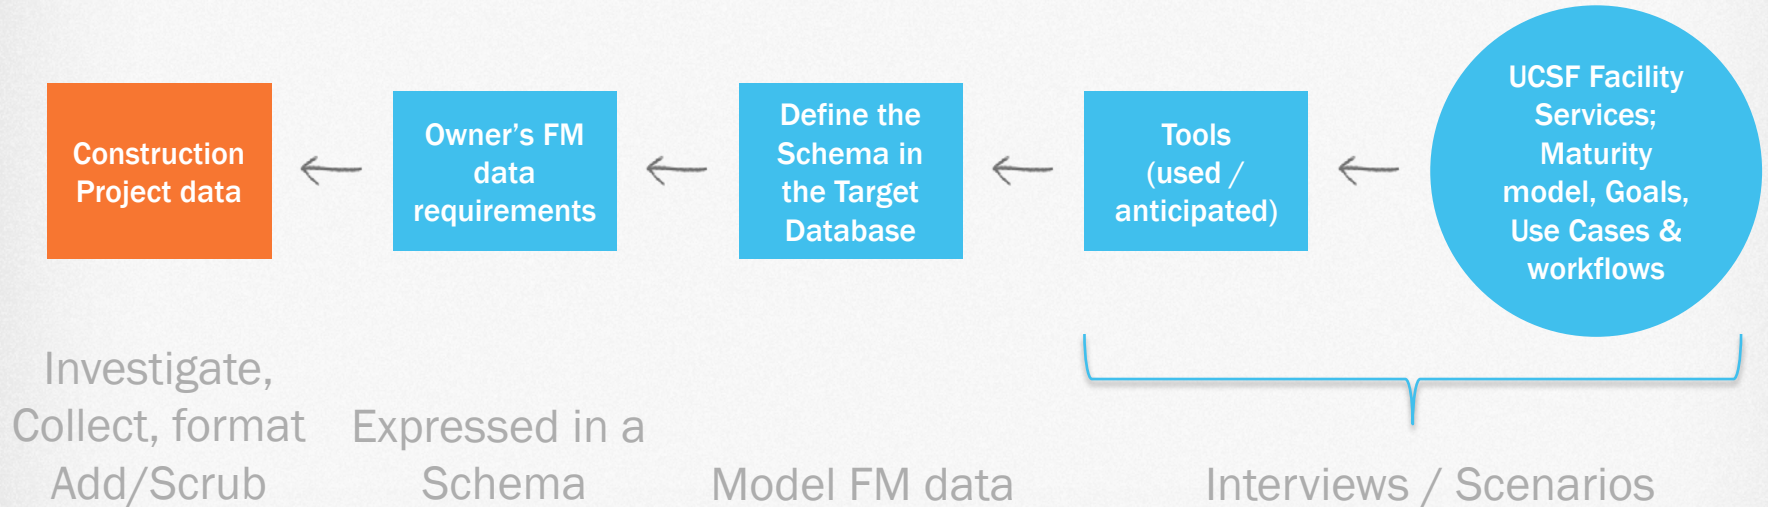 Construction
Project data
Owner’s FM
data
requirements
Define the
Schema in
the Target
Database
Tools
(used /
anticipated)
UCSF Facility
Services;
Maturity
model, Goals,
Use Cases &
workflows
Investigate,
Collect, format
Add/Scrub
Expressed in a
Schema
Model FM data
Interviews / Scenarios